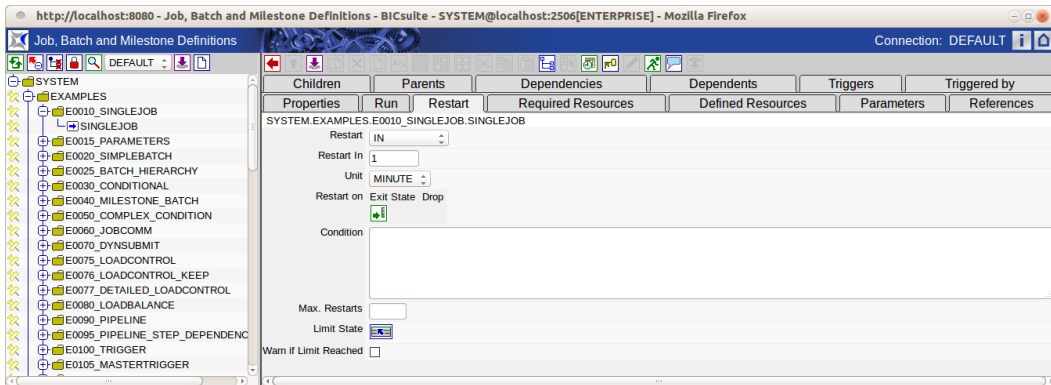 http://localhost:8080 - Job, Batch and Milestone Definitions - BICsuite - SYSTEM@localhost:2506[ENTERPRISE] - Mozilla Firefox
Job, Batch and Milestone Definitions
Connection: DEFAULT
DEFAULT
SYSTEM
EXAMPLES
E0010_SINGLEJOB
SINGLEJOB
E0015_PARAMETERS
E0020_SIMPLEBATCH
E0025_BATCH_HIERARCHY
E0030_CONDITIONAL
E0040_MILESTONE_BATCH
E0050_COMPLEX_CONDITION
E0060_JOBCOMM
E0070_DYNSUBMIT
E0075_LOADCONTROL
E0076_LOADCONTROL_KEEP
E0077_DETAILED_LOADCONTROL
E0080_LOADBALANCE
E0090_PIPELINE
E0095_PIPELINE_STEP_DEPENDENC
E0100_TRIGGER
E0105_MASTERTRIGGER
Children Parents Dependencies Dependents Triggers Triggered by
Properties Run Restart Required Resources Defined Resources Parameters References
SYSTEM.EXAMPLES.E0010_SINGLEJOB.SINGLEJOB
Restart IN
Restart In 1
Unit MINUTE
Restart on Exit State Drop
Condition
Max. Restarts
Limit State
Warn if Limit Reached